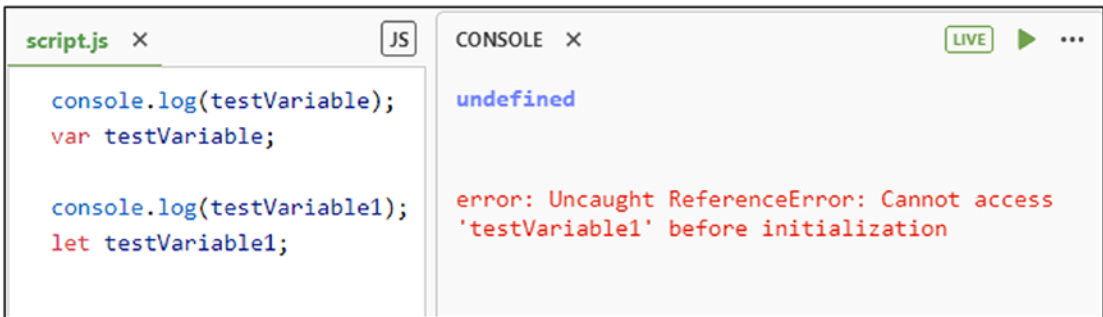 script.js ×
JS
console.log(testVariable);
var testVariable;
console.log(testVariable1);
let testVariable1;
CONSOLE ×
LIVE
undefined
error: Uncaught ReferenceError: Cannot access
'testVariable1' before initialization